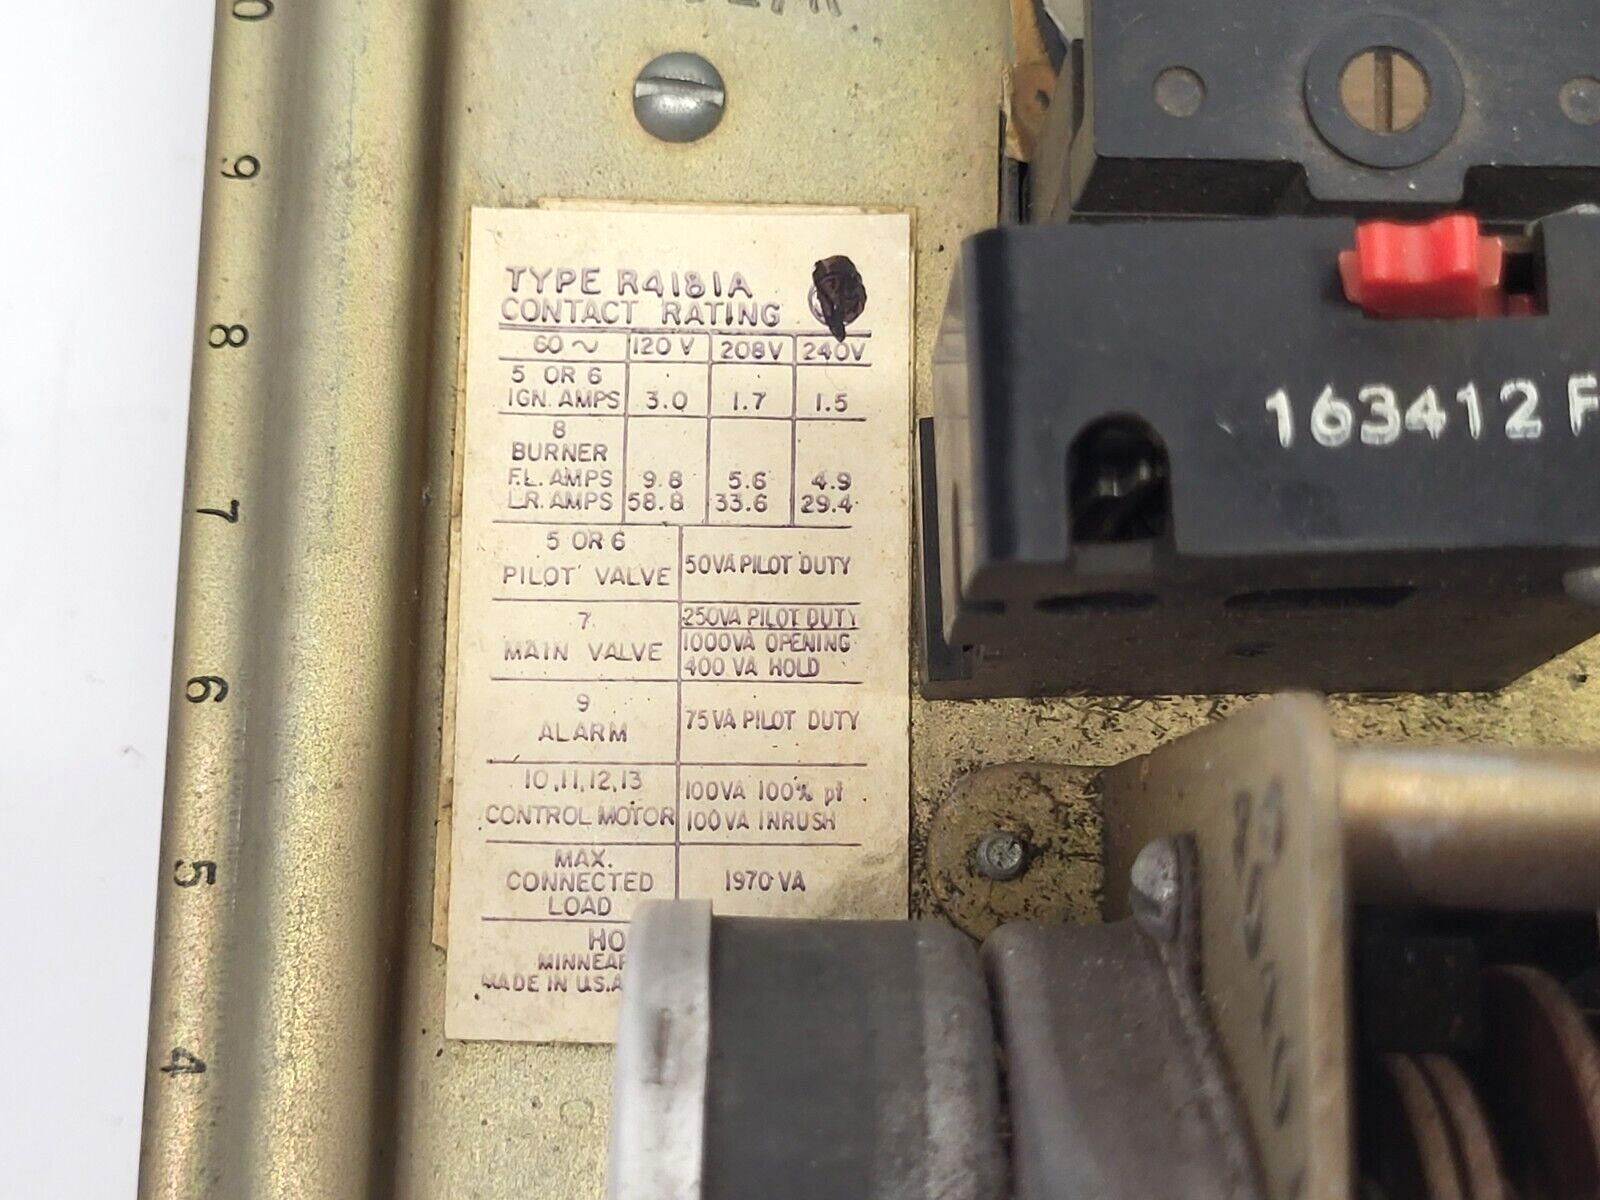 9
8
7
6
5
4
TYPE R4181A
CONTACT RATING
60 ~ 120 V 208V 240V
5 OR 6
IGN. AMPS 3.0 1.7 1.5
8
BURNER
F.L. AMPS 9.8 5.6 4.9
L.R. AMPS 58.8 33.6 29.4
5 OR 6
PILOT VALVE 50VA PILOT DUTY
7 250VA PILOT DUTY
MAIN VALVE 1000VA OPENING
400 VA HOLD
9
ALARM 75VA PILOT DUTY
10,11,12,13 100VA 100% pf
CONTROL MOTOR 100VA INRUSH
MAX.
CONNECTED 1970 VA
LOAD
HO
MINNEAP
MADE IN U.S.A
163412 F